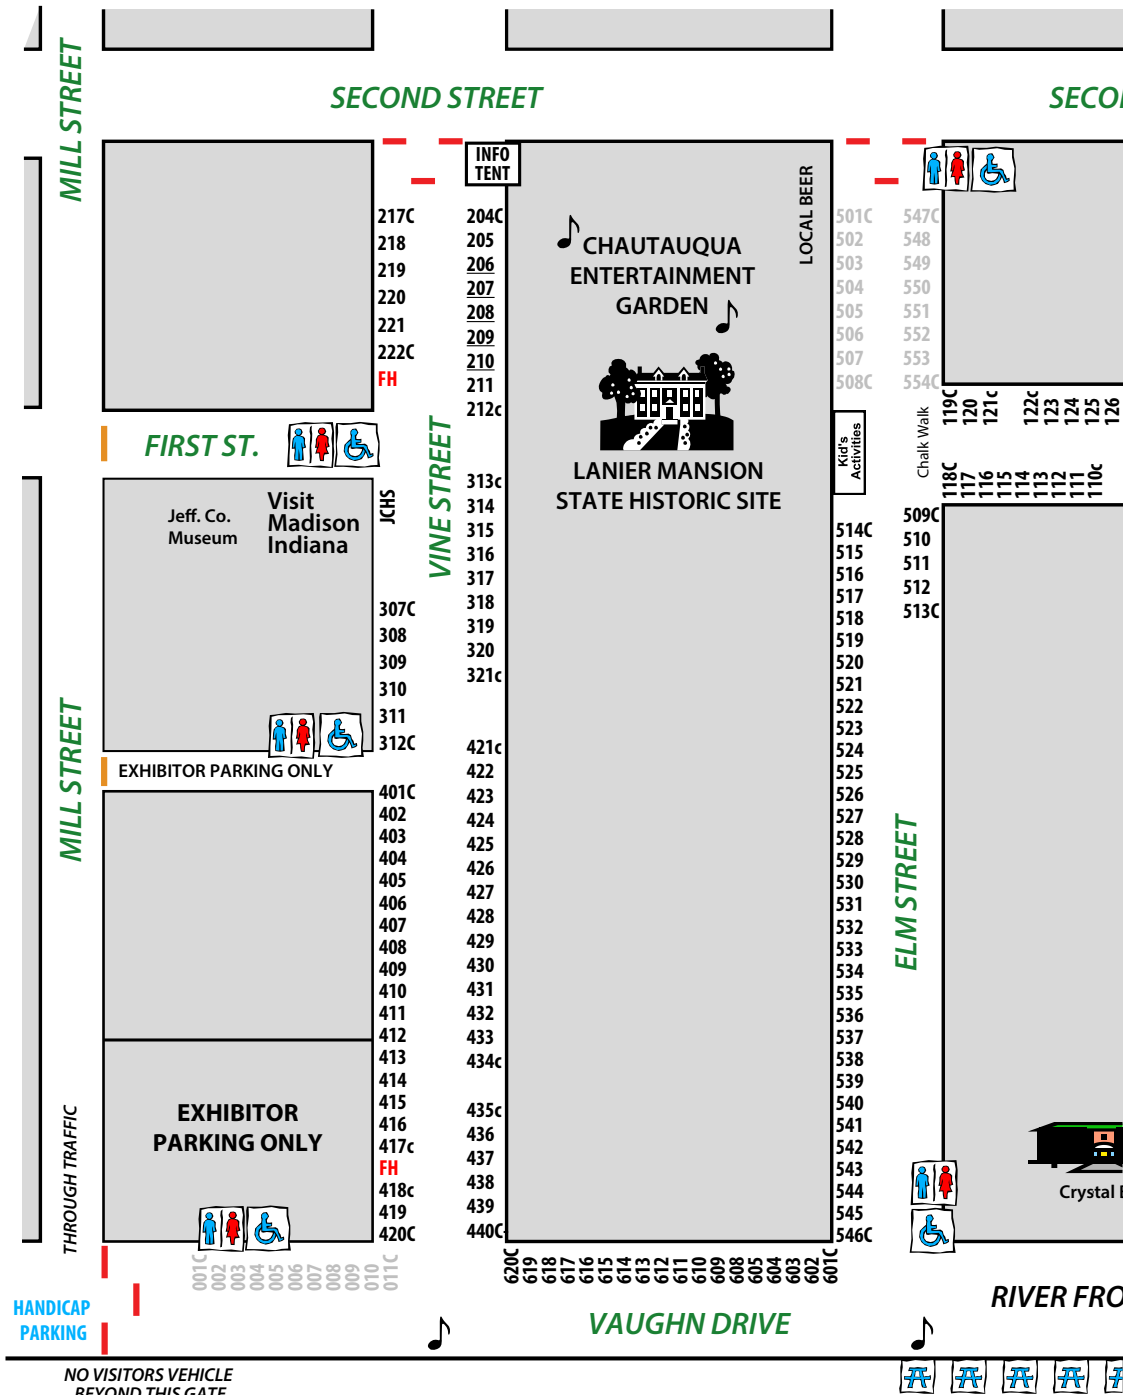 MILL STREET
SECOND STREET
SECO
INFO
TENT
LOCAL BEER
217C
218
219
220
221
222C
FH
204C
205
206
207
208
209
210
211
212c
CHAUTAUQUA
ENTERTAINMENT
GARDEN
501C
502
503
504
505
506
507
508C
547C
548
549
550
551
552
553
554C
119C
120
121c
122c
123
124
125
126
FIRST ST.
VINE STREET
LANIER MANSION
STATE HISTORIC SITE
Kid's
Activities
Chalk Walk
118C
117
116
115
114
113
112
111
110c
Jeff. Co.
Museum
Visit
Madison
Indiana
JCHS
313c
314
315
316
317
318
319
320
321c
509C
510
511
512
513C
307C
308
309
310
311
312C
514C
515
516
517
518
519
520
521
522
523
524
525
526
527
528
529
530
531
532
533
534
535
536
537
538
539
540
541
542
543
544
545
546C
MILL STREET
EXHIBITOR PARKING ONLY
401C
402
403
404
405
406
407
408
409
410
411
412
413
414
415
416
417c
FH
418c
419
420C
421c
422
423
424
425
426
427
428
429
430
431
432
433
434c
435c
436
437
438
439
440C
ELM STREET
EXHIBITOR
PARKING ONLY
THROUGH TRAFFIC
Crystal B
001C
002
003
004
005
006
007
008
009
010
011C
620C
619
618
617
616
615
614
613
612
611
610
609
608
605
604
603
602
601C
HANDICAP
PARKING
VAUGHN DRIVE
RIVER FRO
NO VISITORS VEHICLE
BEYOND THIS GATE